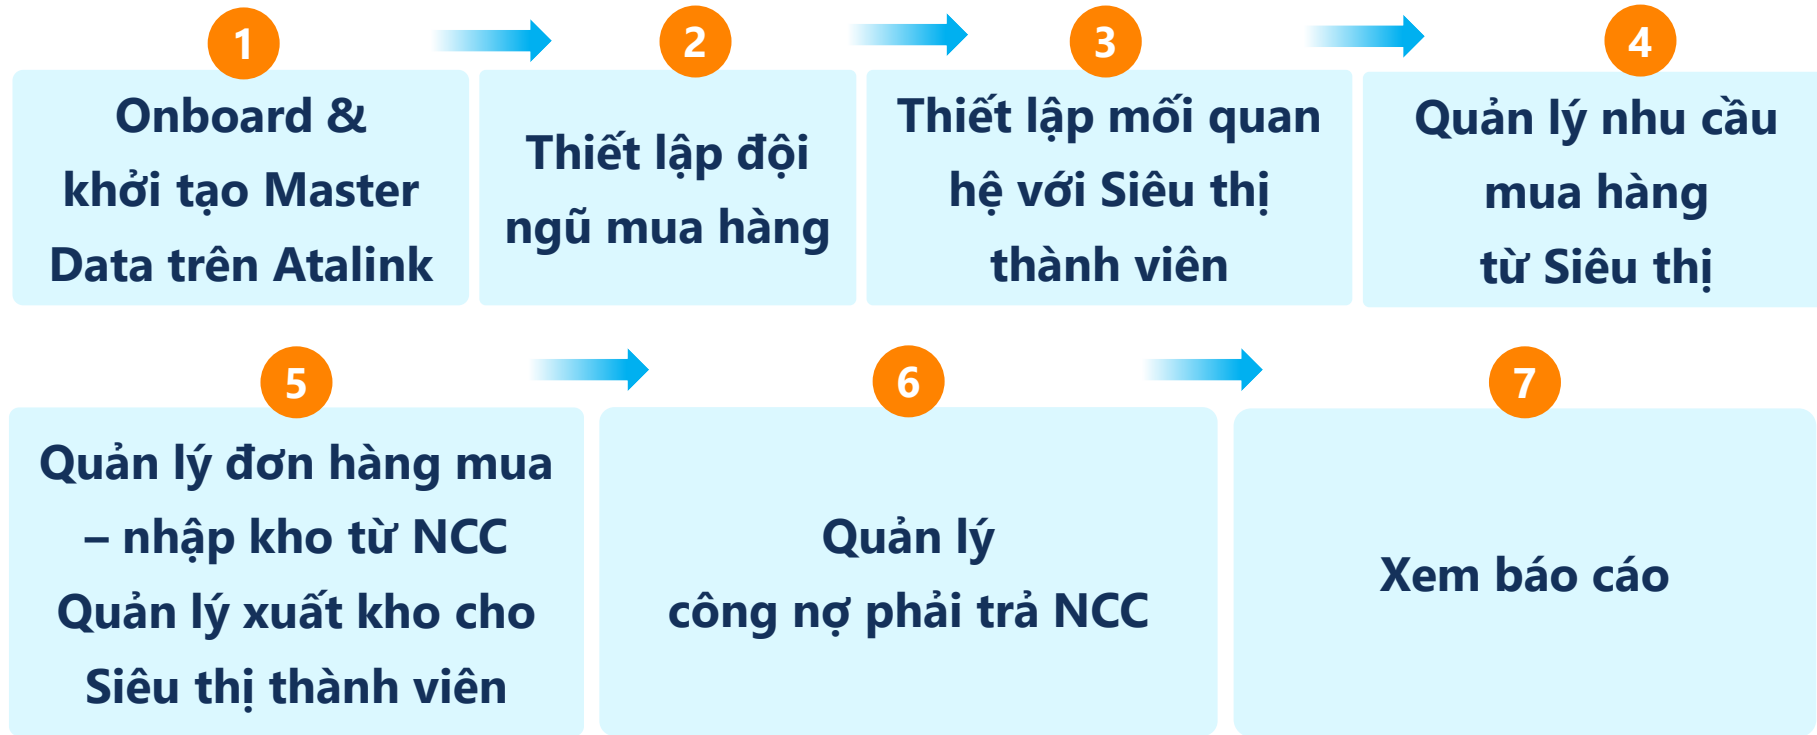 1
Onboard &
khởi tạo Master
Data trên Atalink
2
Thiết lập đội
ngũ mua hàng
3
Thiết lập mối quan
hệ với Siêu thị
thành viên
4
Quản lý nhu cầu
mua hàng
từ Siêu thị
5
Quản lý đơn hàng mua
– nhập kho từ NCC
Quản lý xuất kho cho
Siêu thị thành viên
6
Quản lý
công nợ phải trả NCC
7
Xem báo cáo